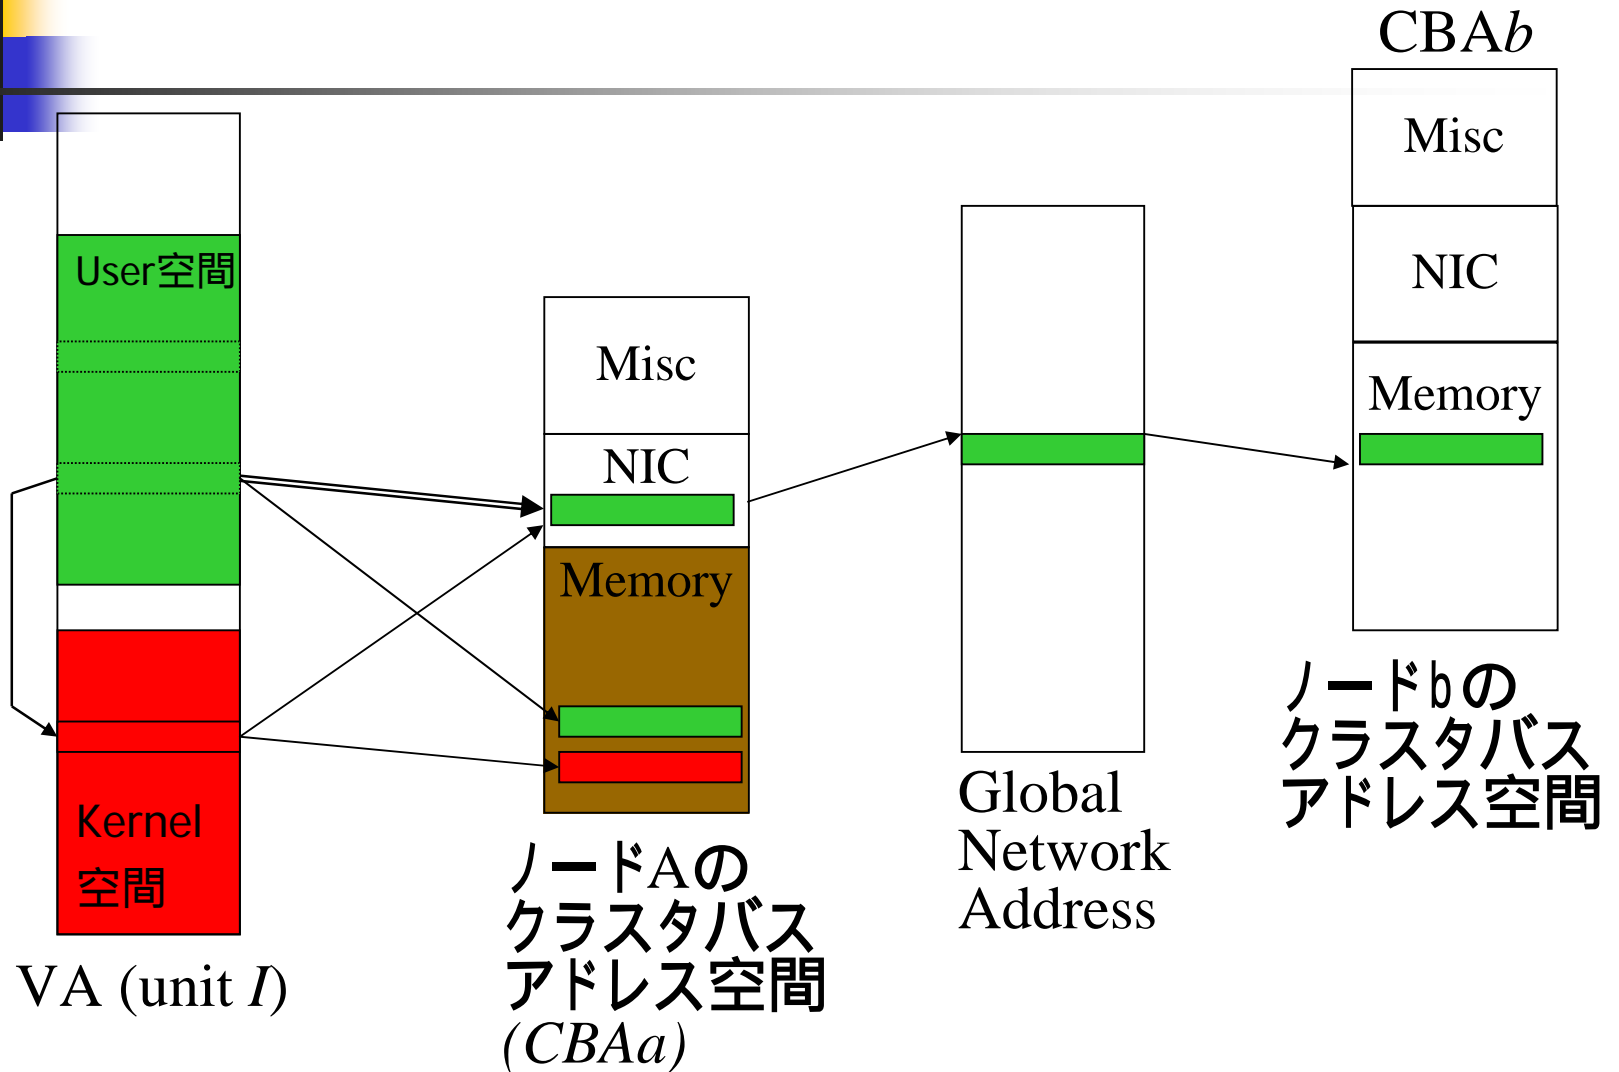 CBAb
Misc
NIC
Memory
User空間
Kernel
空間
VA (unit I)
Misc
NIC
Memory
ノードAの
クラスタバス
アドレス空間
(CBAa)
Global
Network
Address
ノードbの
クラスタバス
アドレス空間